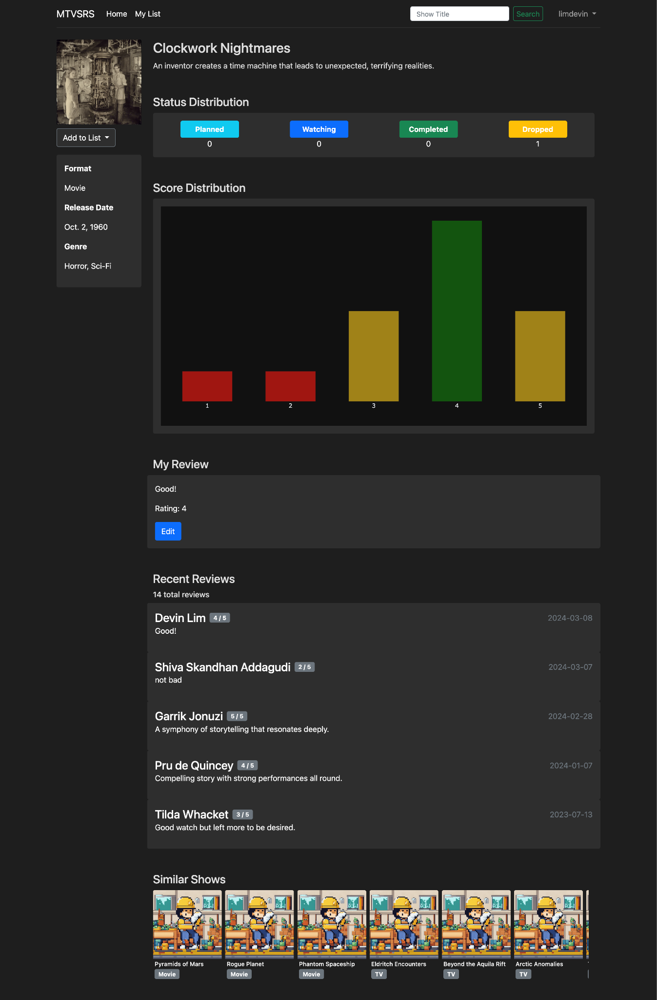 MTVSRS Home My List Show Title Search limdevin
Clockwork Nightmares
An inventor creates a time machine that leads to unexpected, terrifying realities.
Add to List
Format
Movie
Release Date
Oct. 2, 1960
Genre
Horror, Sci-Fi
Status Distribution
Planned Watching Completed Dropped
0 0 0 1
Score Distribution
1 2 3 4 5
My Review
Good!
Rating: 4
Edit
Recent Reviews
14 total reviews
Devin Lim 4 / 5 2024-03-08
Good!
Shiva Skandhan Addagudi 2 / 5 2024-03-07
not bad
Garrik Jonuzi 5 / 5 2024-02-28
A symphony of storytelling that resonates deeply.
Pru de Quincey 4 / 5 2024-01-07
Compelling story with strong performances all round.
Tilda Whacket 3 / 5 2023-07-13
Good watch but left more to be desired.
Similar Shows
Pyramids of Mars Rogue Planet Phantom Spaceship Eldritch Encounters Beyond the Aquila Rift Arctic Anomalies
Movie Movie Movie TV TV TV